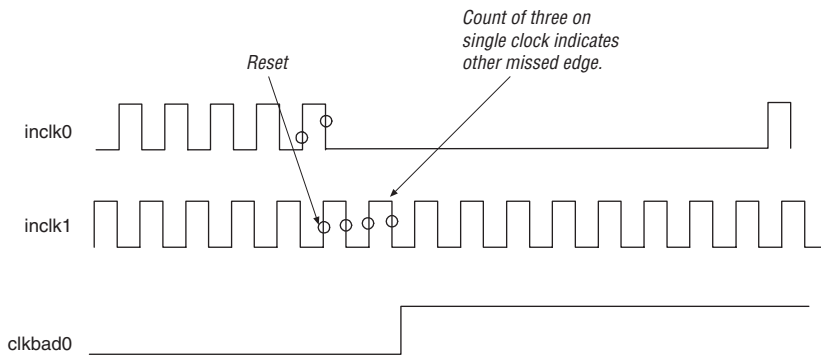 Count of three on
single clock indicates
other missed edge.
Reset
inclk0
inclk1
clkbad0